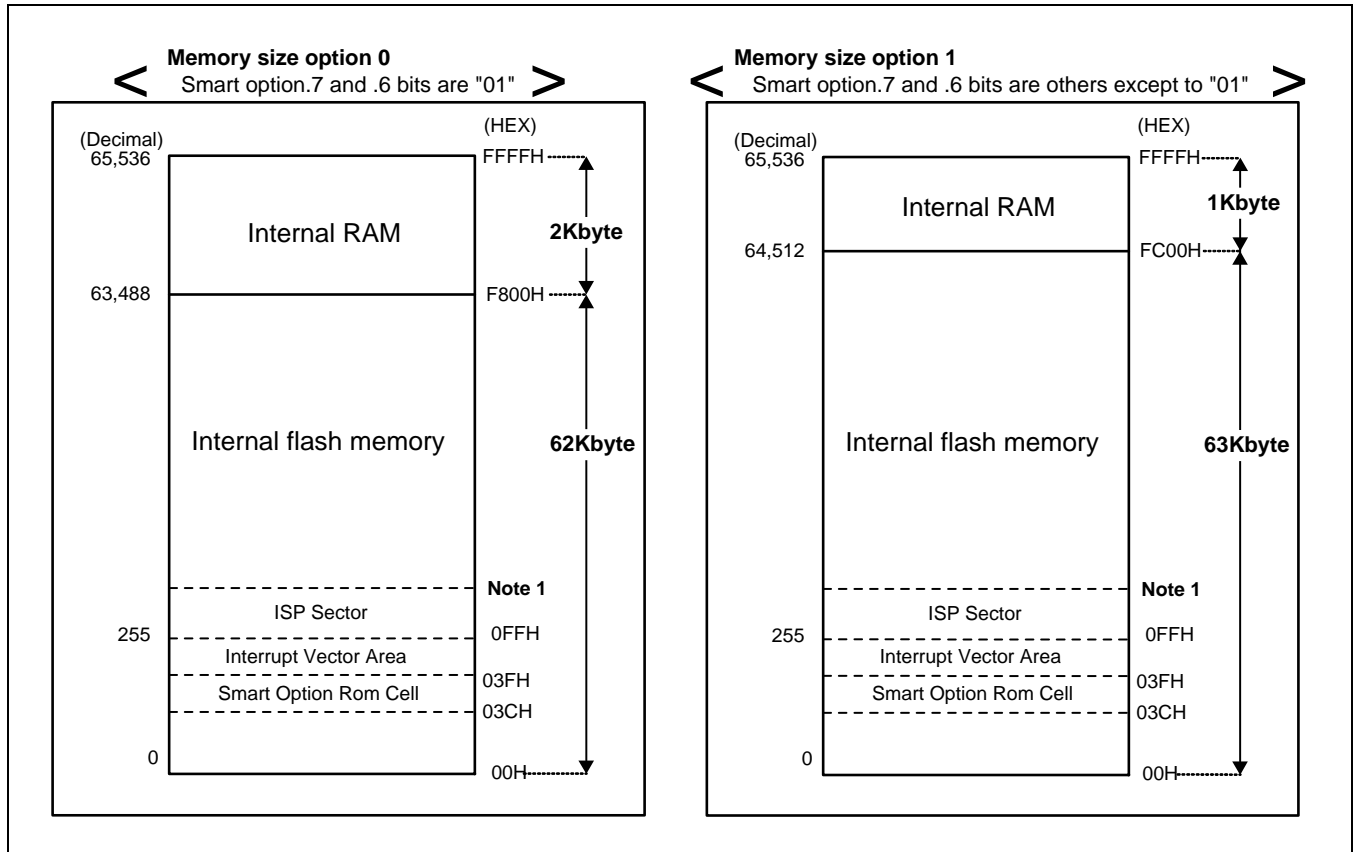 Memory size option 0
< Smart option.7 and .6 bits are "01" >
(Decimal)
(HEX)
65,536
FFFFH
Internal RAM
2Kbyte
63,488
F800H
Internal flash memory
62Kbyte
Note 1
ISP Sector
255
0FFH
Interrupt Vector Area
03FH
Smart Option Rom Cell
03CH
0
00H
Memory size option 1
< Smart option.7 and .6 bits are others except to "01" >
(Decimal)
(HEX)
65,536
FFFFH
Internal RAM
1Kbyte
64,512
FC00H
Internal flash memory
63Kbyte
Note 1
ISP Sector
255
0FFH
Interrupt Vector Area
03FH
Smart Option Rom Cell
03CH
0
00H